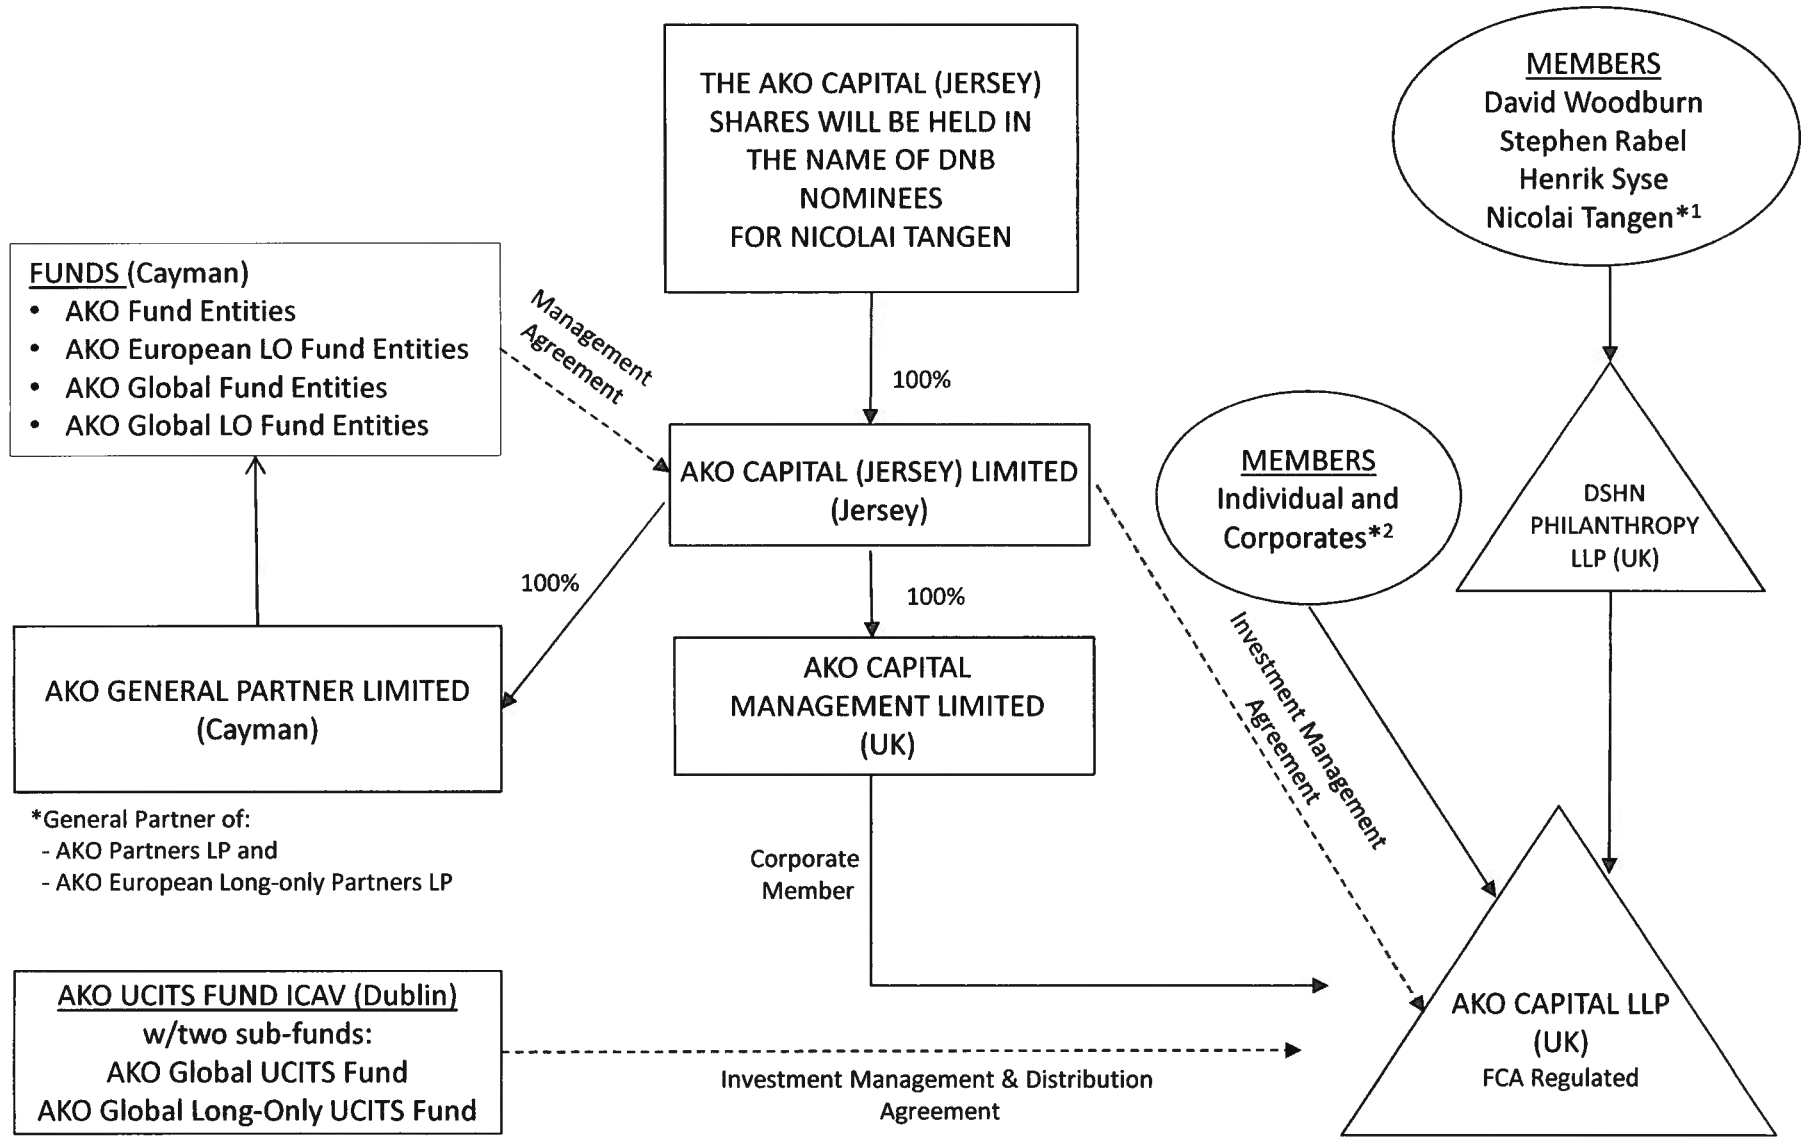 THE AKO CAPITAL (JERSEY)
SHARES WILL BE HELD IN
THE NAME OF DNB
NOMINEES
FOR NICOLAI TANGEN
MEMBERS
David Woodburn
Stephen Rabel
Henrik Syse
Nicolai Tangen*1
FUNDS (Cayman)
• AKO Fund Entities
• AKO European LO Fund Entities
• AKO Global Fund Entities
• AKO Global LO Fund Entities
Management
Agreement
100%
AKO CAPITAL (JERSEY) LIMITED
(Jersey)
MEMBERS
Individual and
Corporates*2
DSHN
PHILANTHROPY
LLP (UK)
100%
100%
AKO GENERAL PARTNER LIMITED
(Cayman)
*General Partner of:
- AKO Partners LP and
- AKO European Long-only Partners LP
AKO CAPITAL
MANAGEMENT LIMITED
(UK)
Investment Management
Agreement
Corporate
Member
AKO UCITS FUND ICAV (Dublin)
w/two sub-funds:
AKO Global UCITS Fund
AKO Global Long-Only UCITS Fund
Investment Management & Distribution
Agreement
AKO CAPITAL LLP
(UK)
FCA Regulated